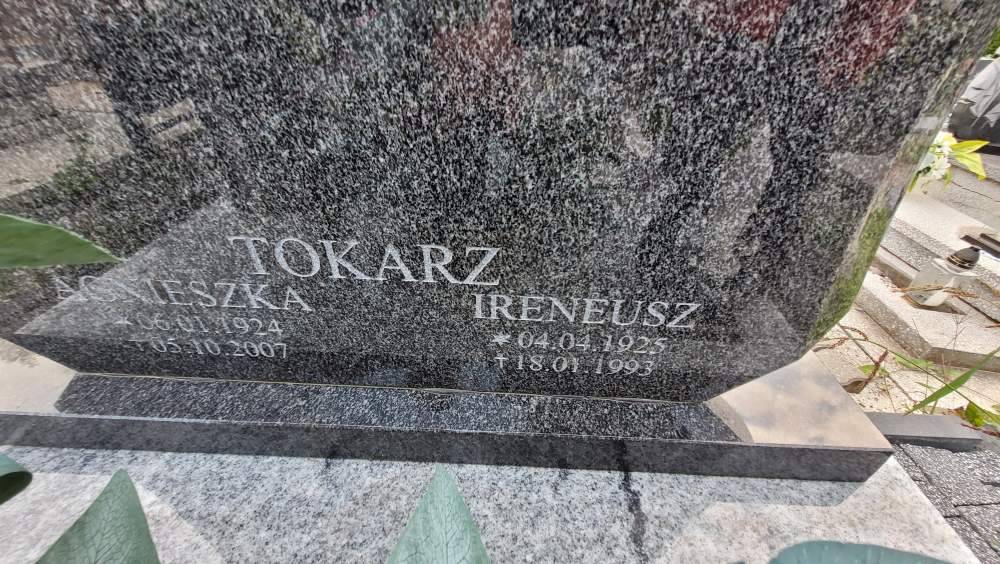 TOKARZ
AGNIESZKA
* 06.01.1924
† 05.10.2007
IRENEUSZ
* 04.04.1925
† 18.01.1993